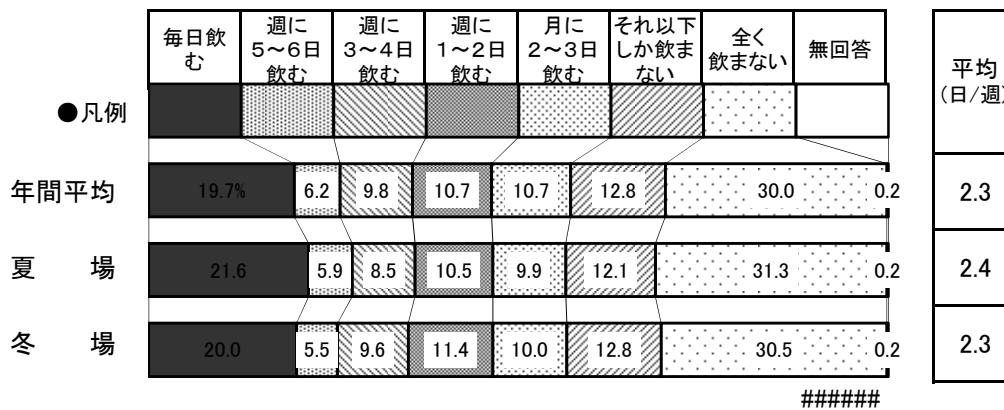 毎日飲
む
週に
5～6日
飲む
週に
3～4日
飲む
週に
1～2日
飲む
月に
2～3日
飲む
それ以下
しか飲ま
ない
全く
飲まない
無回答
平均
(日/週)
●凡例
年間平均 19.7% 6.2 9.8 10.7 10.7 12.8 30.0 0.2 2.3
夏　場 21.6 5.9 8.5 10.5 9.9 12.1 31.3 0.2 2.4
冬　場 20.0 5.5 9.6 11.4 10.0 12.8 30.5 0.2 2.3
######